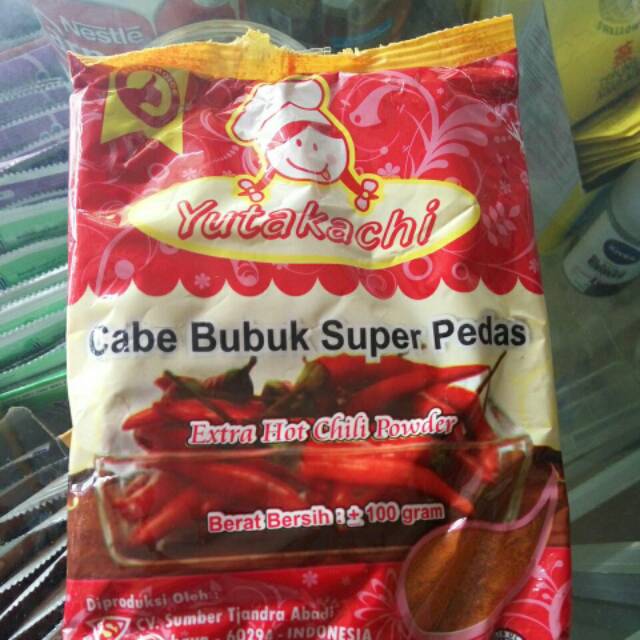 Nestle
Yutakachi
Cabe Bubuk Super Pedas
Extra Hot Chili Powder
Berat Bersih : ± 100 gram
Diproduksi Oleh :
CV. Sumber Tjandra Abadi
60294 - INDONESIA